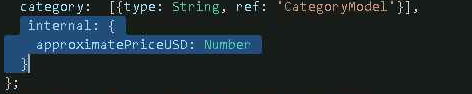 category: [{type: String, ref: 'CategoryModel'}],
internal: {
approximatePriceUSD: Number
}
};